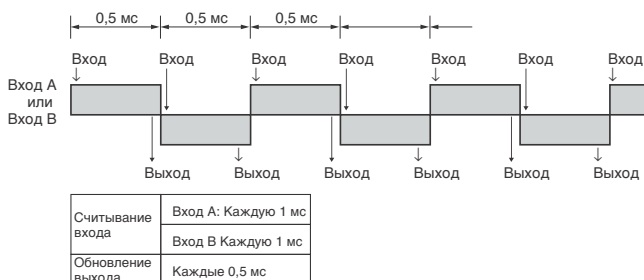 0,5 мс 0,5 мс 0,5 мс
Вход Вход Вход Вход Вход Вход Вход
Вход A
или
Вход B
Выход Выход Выход Выход Выход Выход
Считывание
входа
Вход A: Каждую 1 мс
Вход B Каждую 1 мс
Обновление
выхода
Каждые 0,5 мс